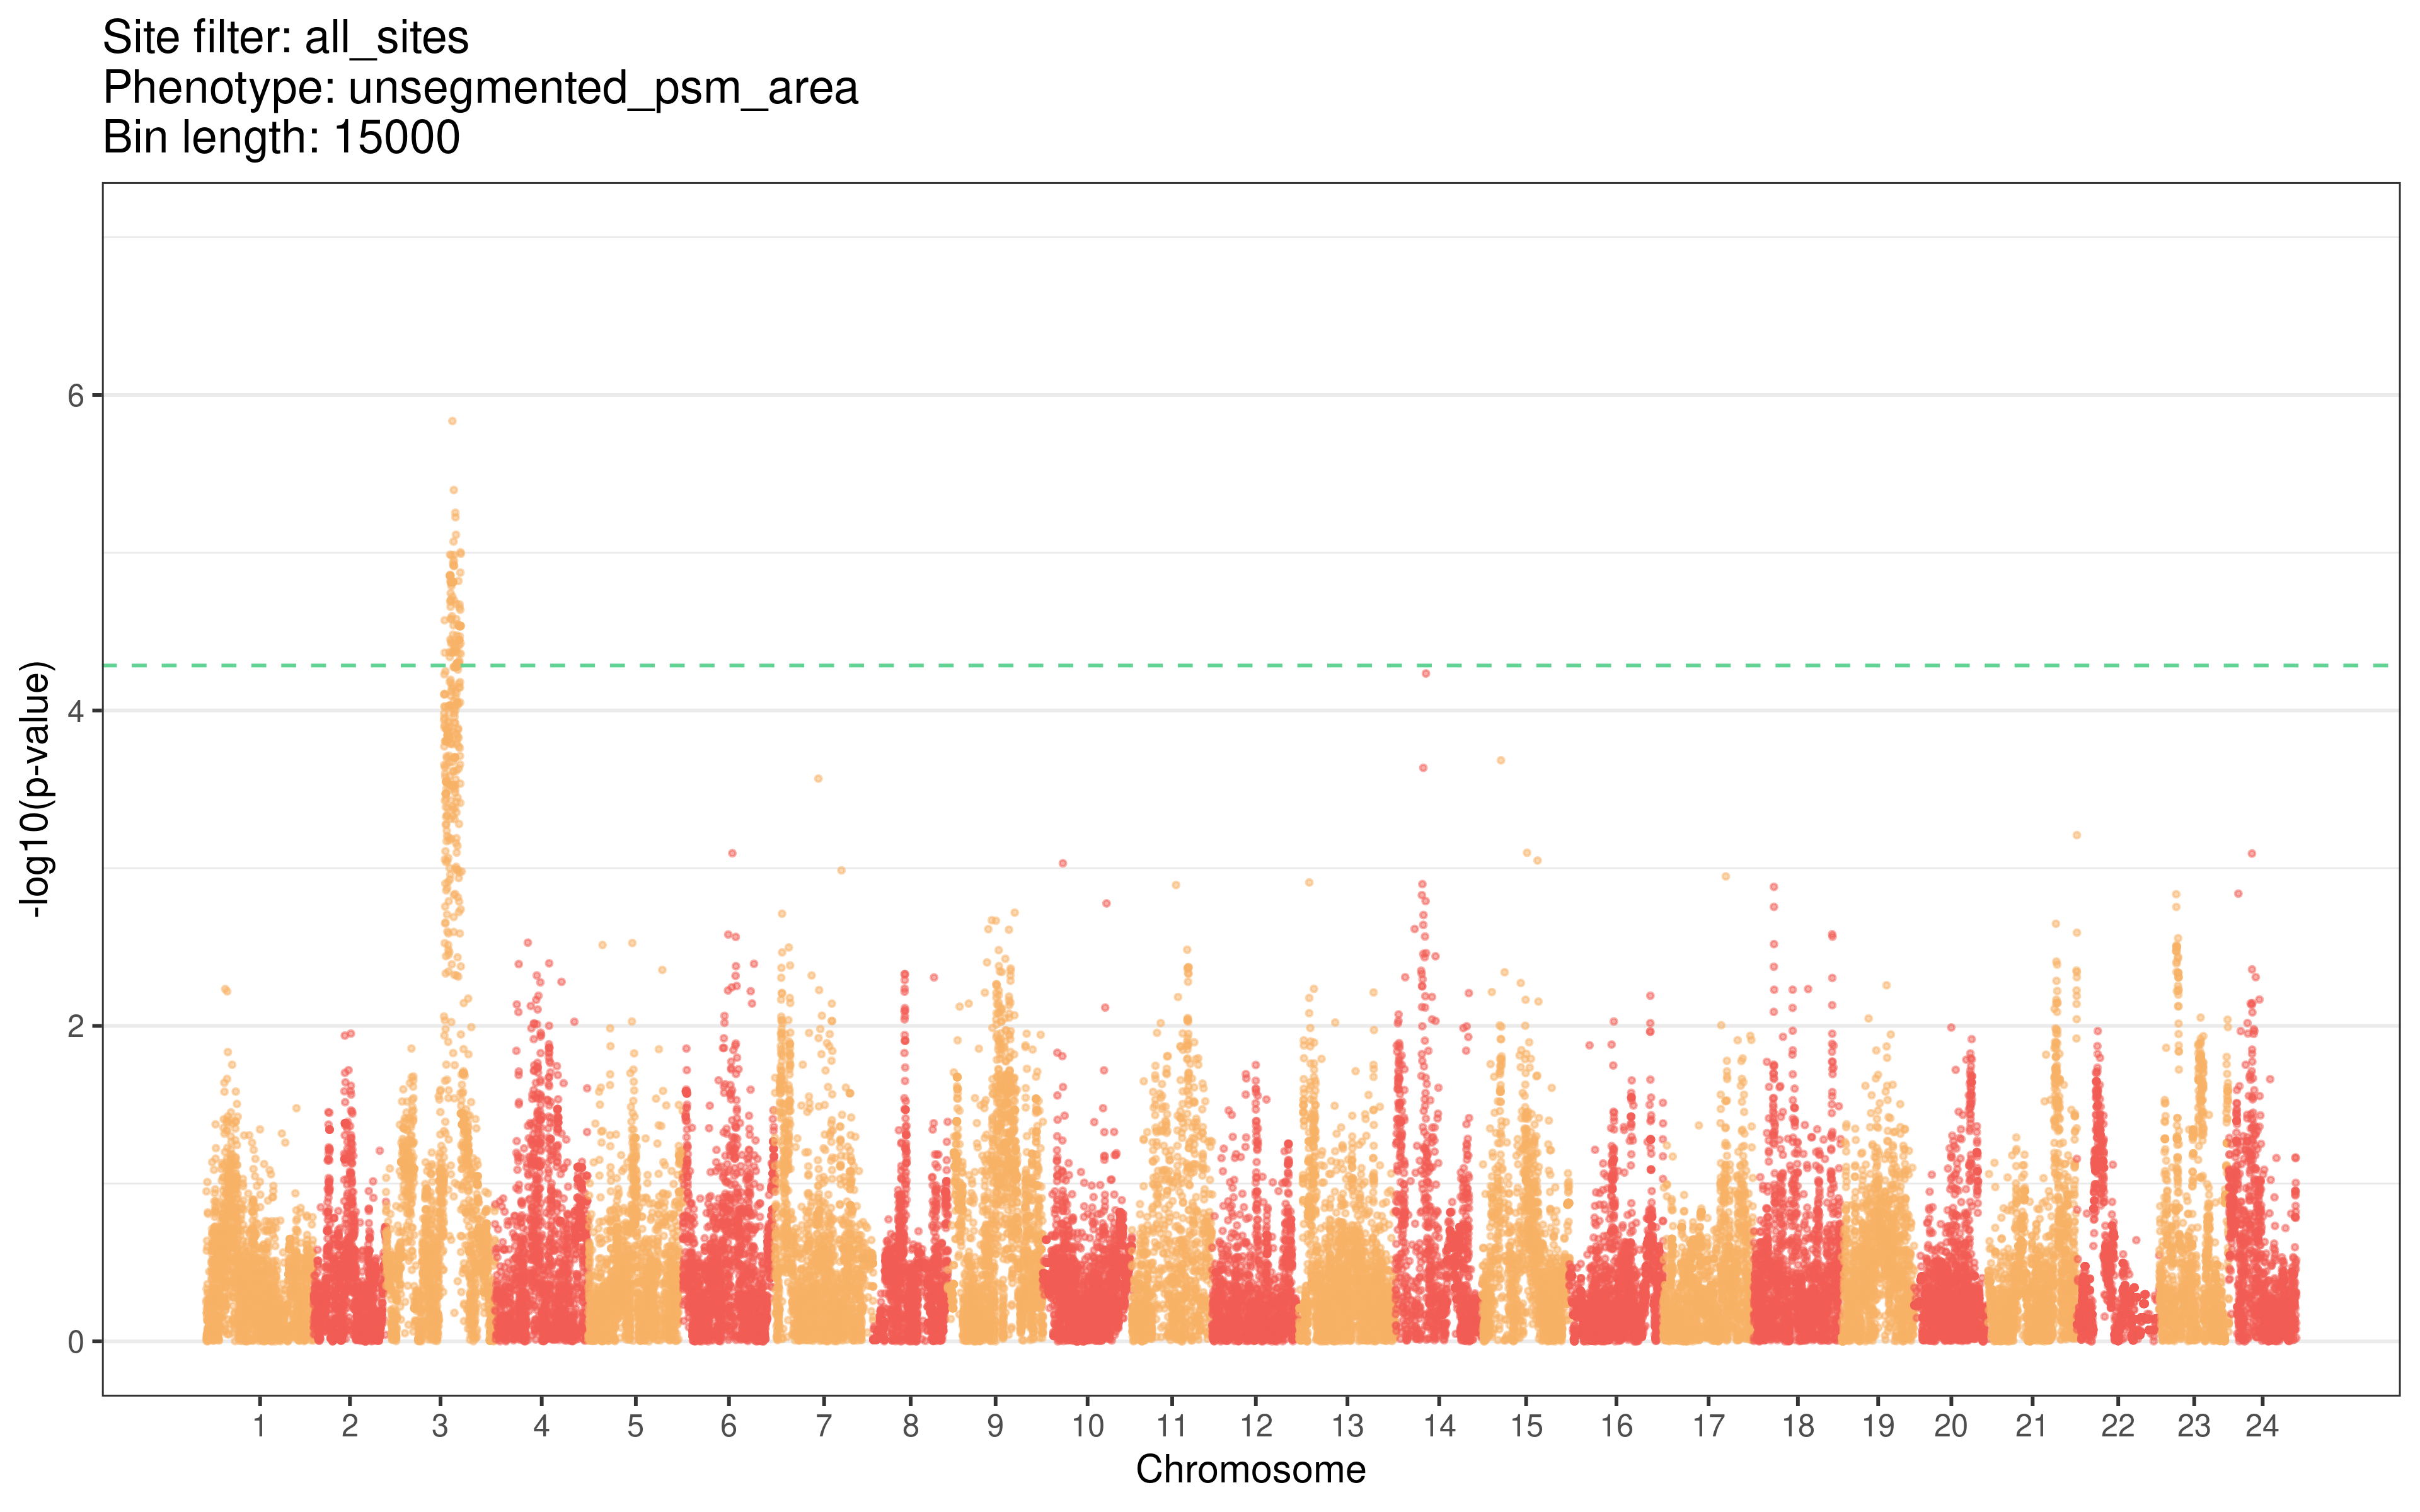 Site filter: all_sites
Phenotype: unsegmented_psm_area
Bin length: 15000
6
4
2
0
-log10(p-value)
1 2 3 4 5 6 7 8 9 10 11 12 13 14 15 16 17 18 19 20 21 22 23 24
Chromosome